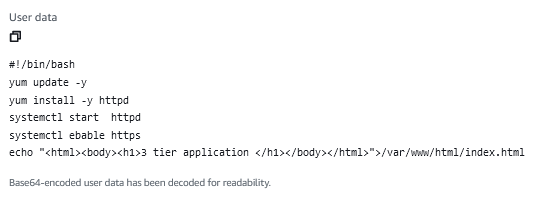 User data
#!/bin/bash
yum update -y
yum install -y httpd
systemctl start  httpd
systemctl ebable https
echo "<html><body><h1>3 tier application </h1></body></html>">/var/www/html/index.html
Base64-encoded user data has been decoded for readability.